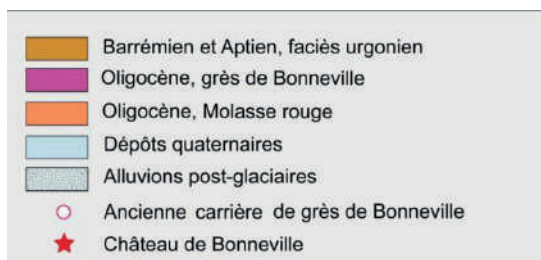 Barrémien et Aptien, faciès urgonien
Oligocène, grès de Bonneville
Oligocène, Molasse rouge
Dépôts quaternaires
Alluvions post-glaciaires
Ancienne carrière de grès de Bonneville
Château de Bonneville